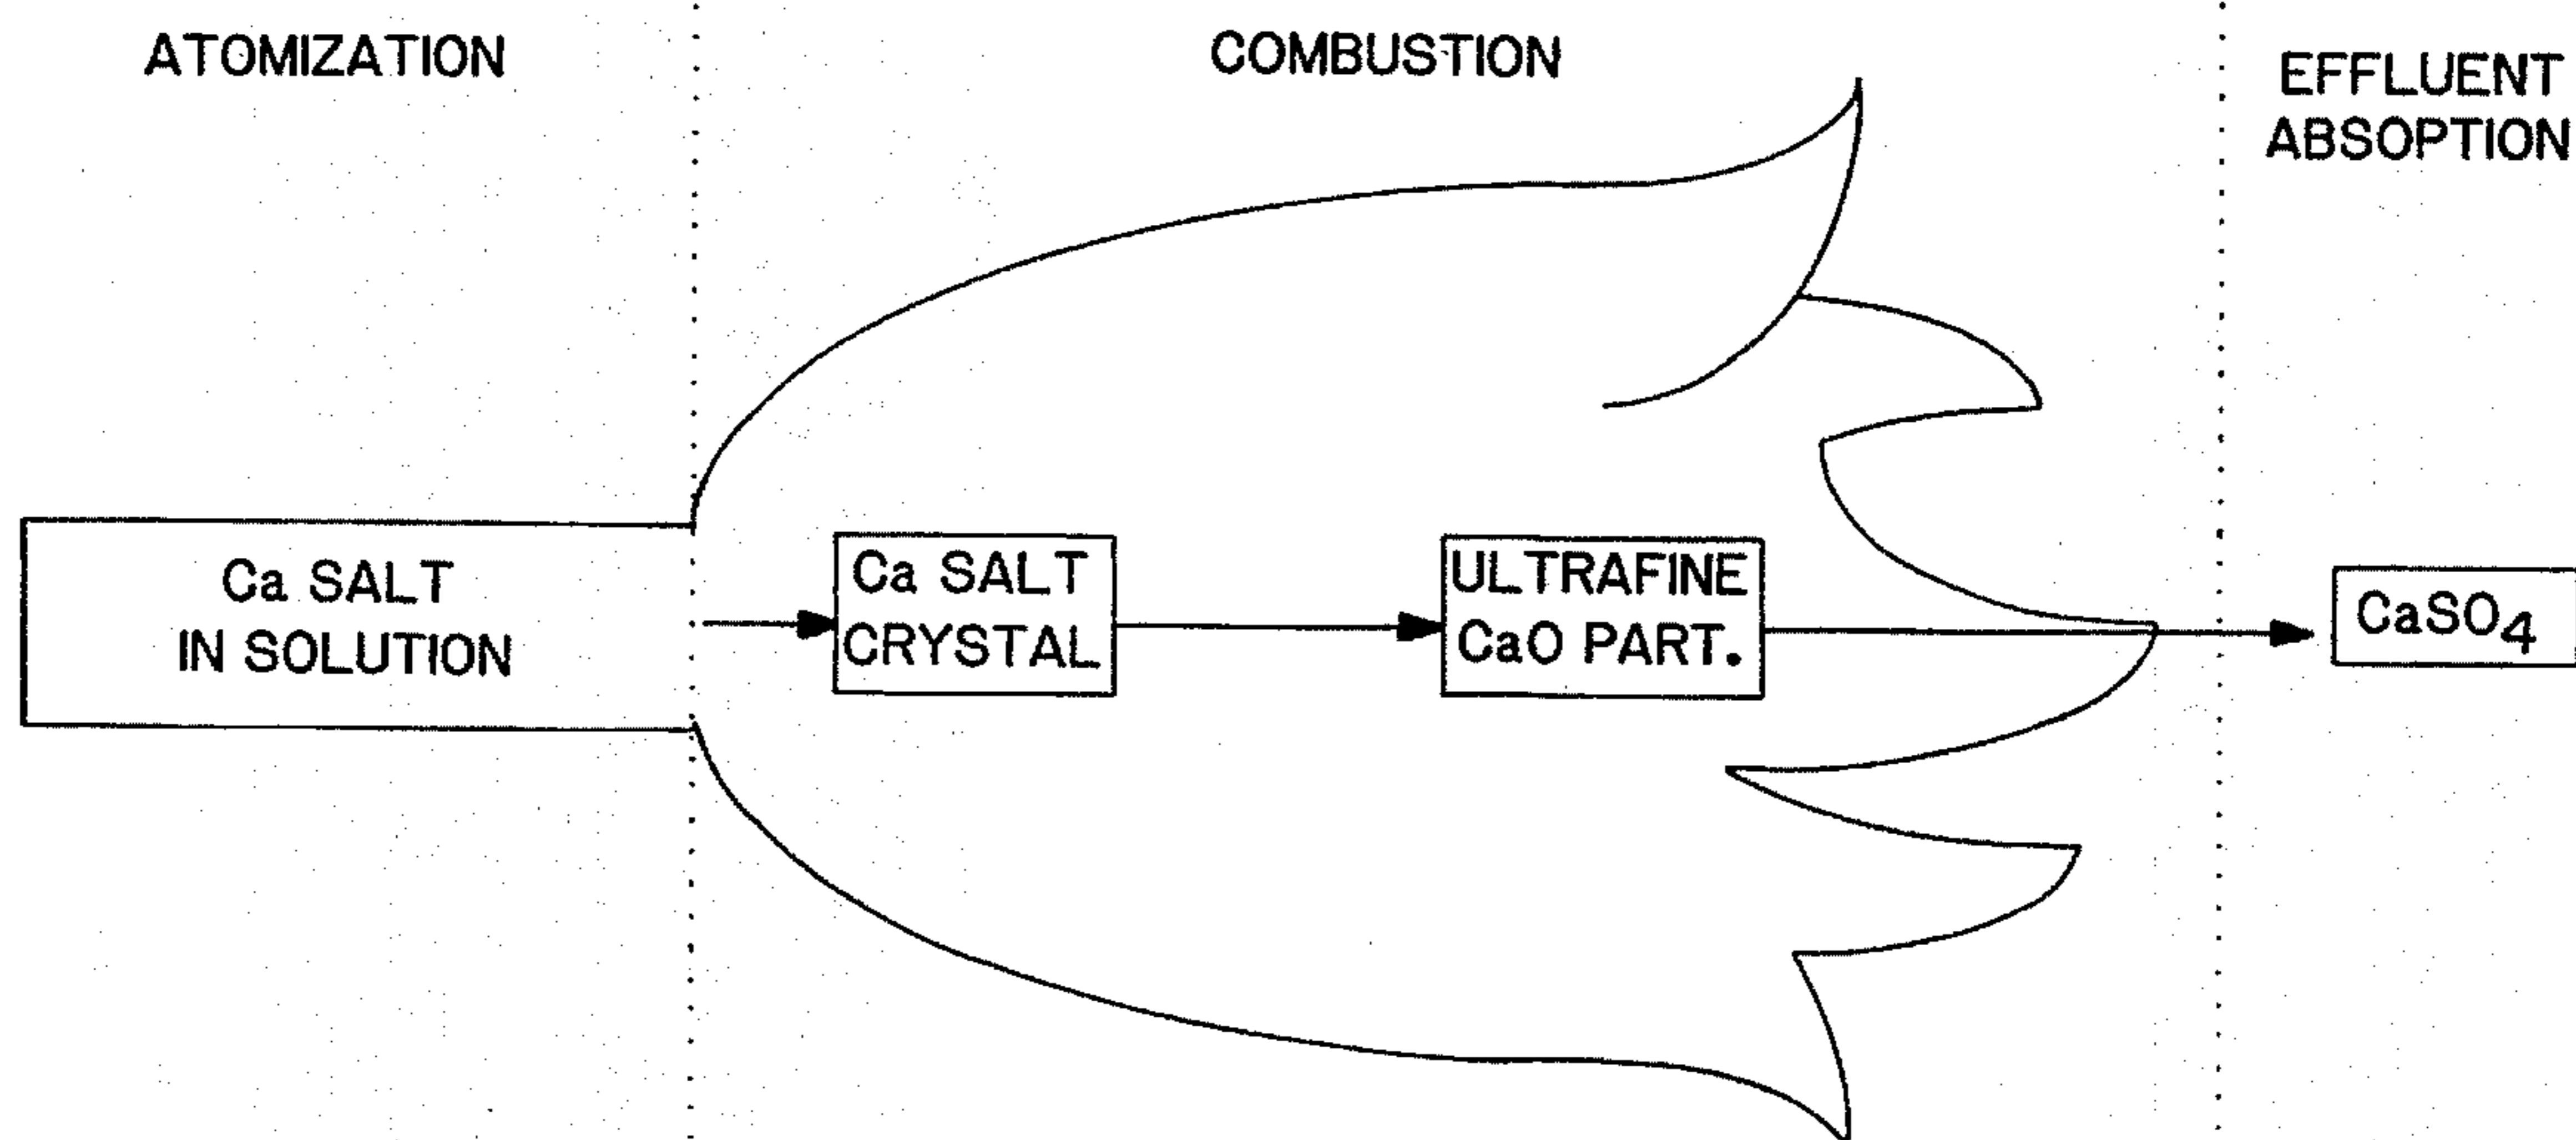 ATOMIZATION
COMBUSTION
EFFLUENT
ABSOPTION
Ca SALT
IN SOLUTION
Ca SALT
CRYSTAL
ULTRAFINE
CaO PART.
CaSO4